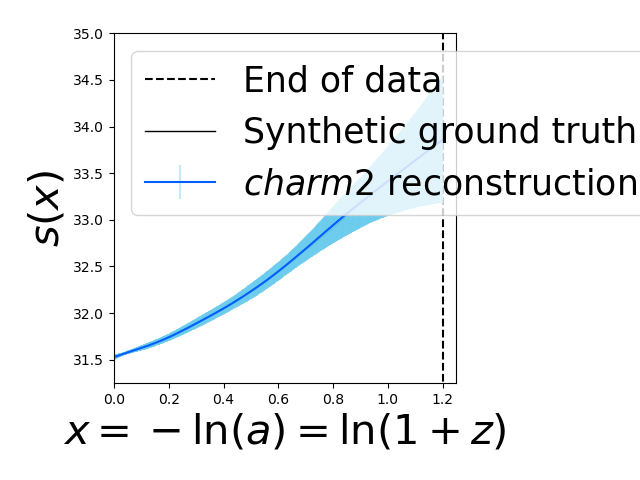 35.0
34.5
34.0
33.5
33.0
32.5
32.0
31.5
s(x)
End of data
Synthetic ground truth
charm2 reconstruction
0.0 0.2 0.4 0.6 0.8 1.0 1.2
x = −ln(a) = ln(1 + z)